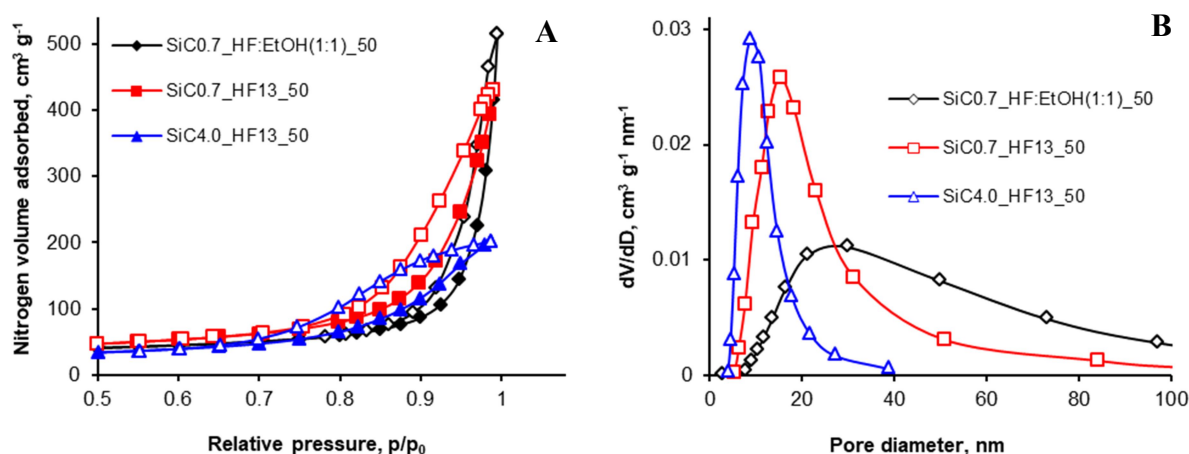 A
Nitrogen volume adsorbed, cm³ g⁻¹
500
400
300
200
100
0
SiC0.7_HF:EtOH(1:1)_50
SiC0.7_HF13_50
SiC4.0_HF13_50
0.5 0.6 0.7 0.8 0.9 1
Relative pressure, p/p₀
B
dV/dD, cm³ g⁻¹ nm⁻¹
0.03
0.02
0.01
0
SiC0.7_HF:EtOH(1:1)_50
SiC0.7_HF13_50
SiC4.0_HF13_50
0 20 40 60 80 100
Pore diameter, nm